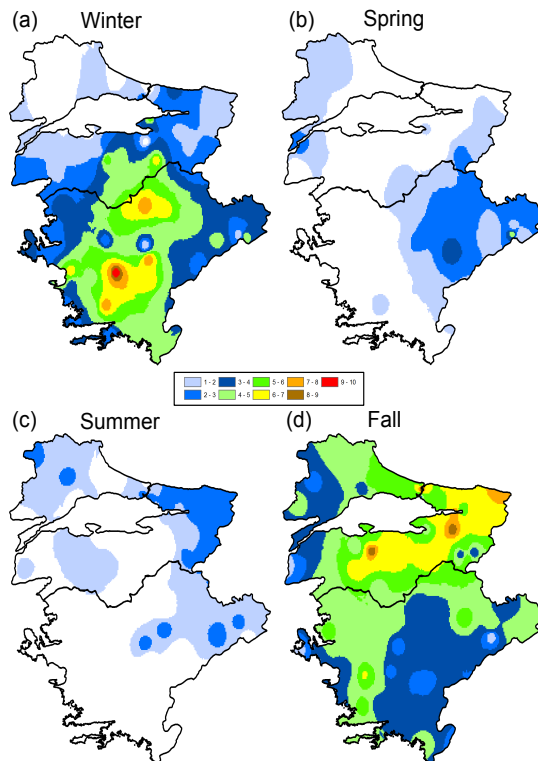 (a) Winter
(b) Spring
1 - 2 3 - 4 5 - 6 7 - 8 9 - 10
2 - 3 4 - 5 6 - 7 8 - 9
(c) Summer
(d) Fall